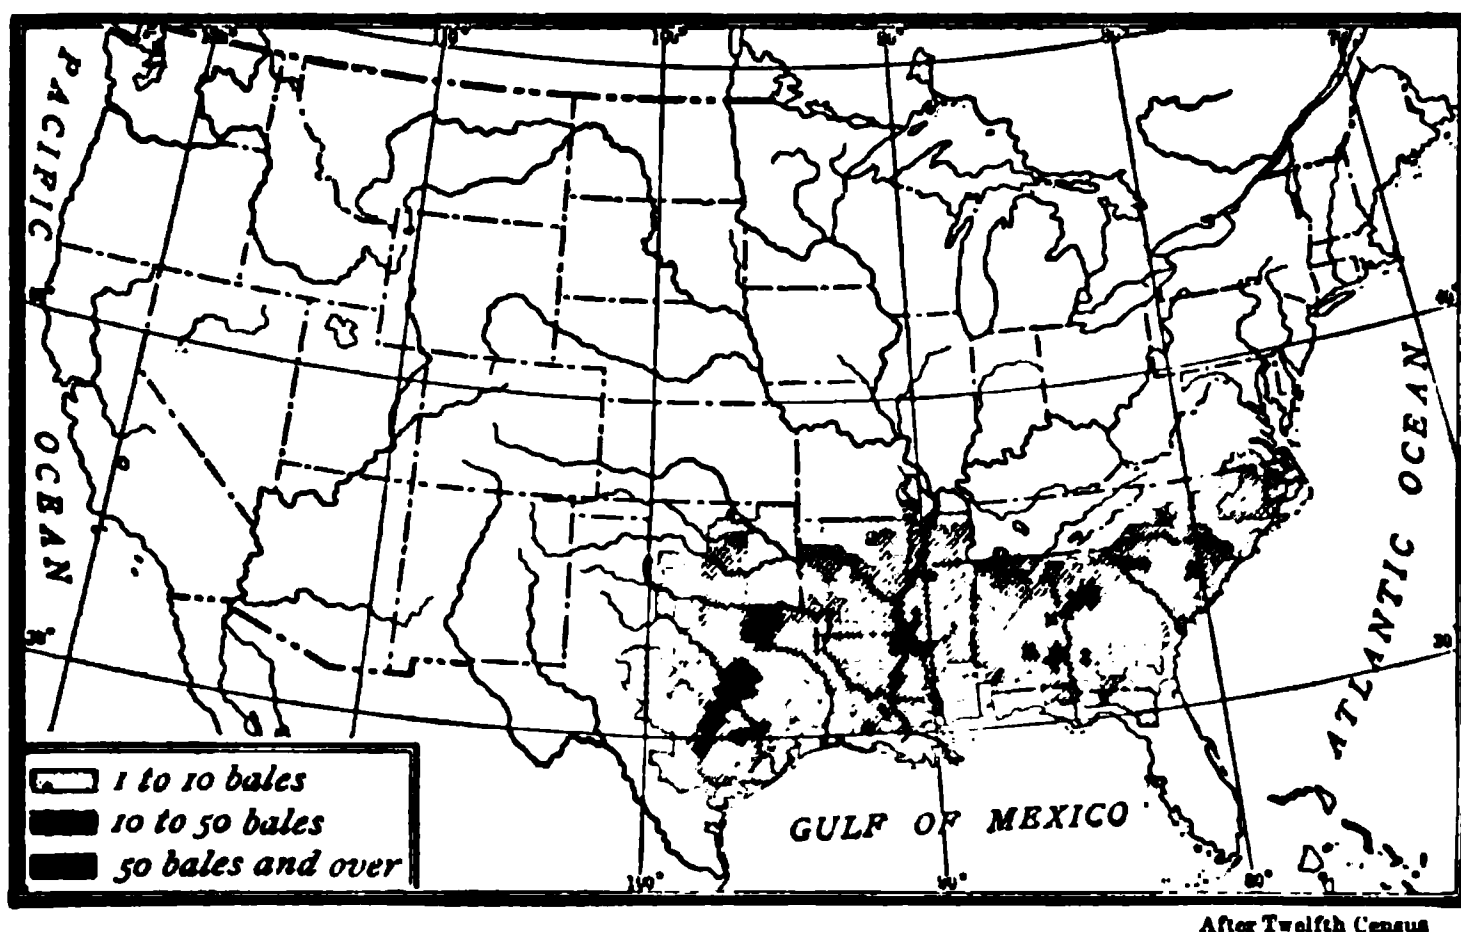 PACIFIC
OCEAN
ATLANTIC OCEAN
GULF OF MEXICO
1 to 10 bales
10 to 50 bales
50 bales and over
After Twelfth Census